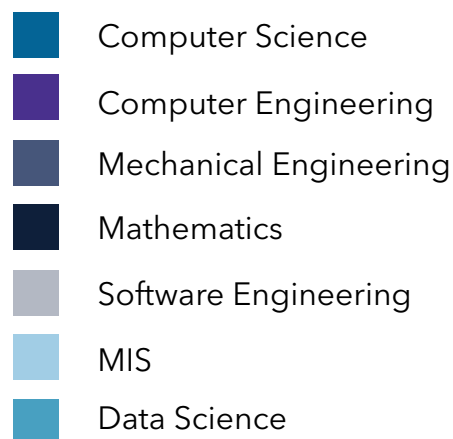 Computer Science
Computer Engineering
Mechanical Engineering
Mathematics
Software Engineering
MIS
Data Science